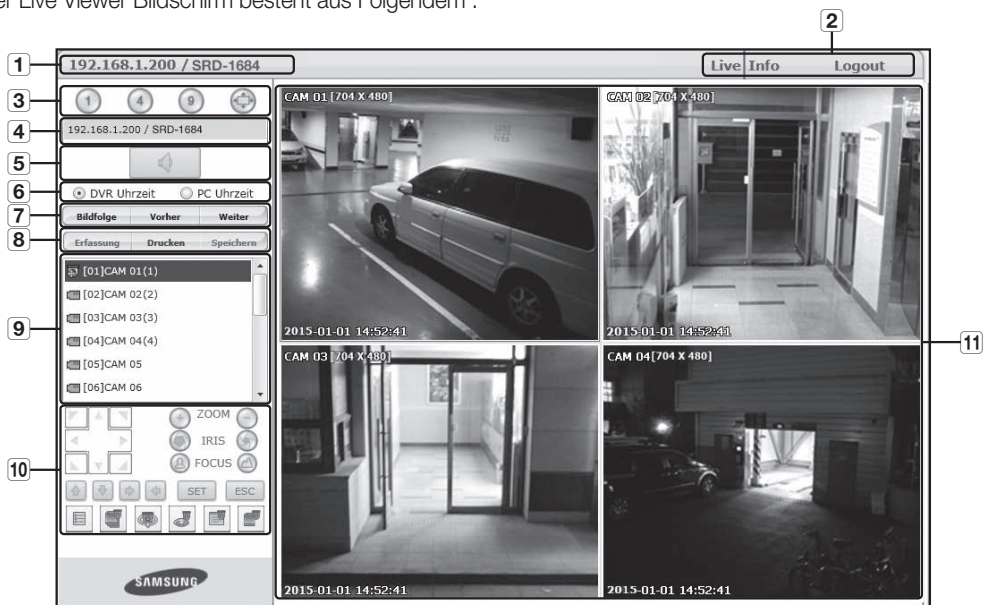 er Live Viewer Bildschirm besteht aus Folgendem :
2
1
192.168.1.200 / SRD-1684
Live Info Logout
3
1 4 9
4
192.168.1.200 / SRD-1684
5
6
DVR Uhrzeit PC Uhrzeit
7
Bildfolge Vorher Weiter
8
Erfassung Drucken Speichern
9
[01]CAM 01(1)
[02]CAM 02(2)
[03]CAM 03(3)
[04]CAM 04(4)
[05]CAM 05
[06]CAM 06
10
ZOOM
IRIS
FOCUS
SET ESC
SAMSUNG
CAM 01 [704 X 480]
2015-01-01 14:52:41
CAM 02 [704 X 480]
2015-01-01 14:52:41
CAM 03 [704 X 480]
2015-01-01 14:52:41
CAM 04[704 X 480]
2015-01-01 14:52:41
11